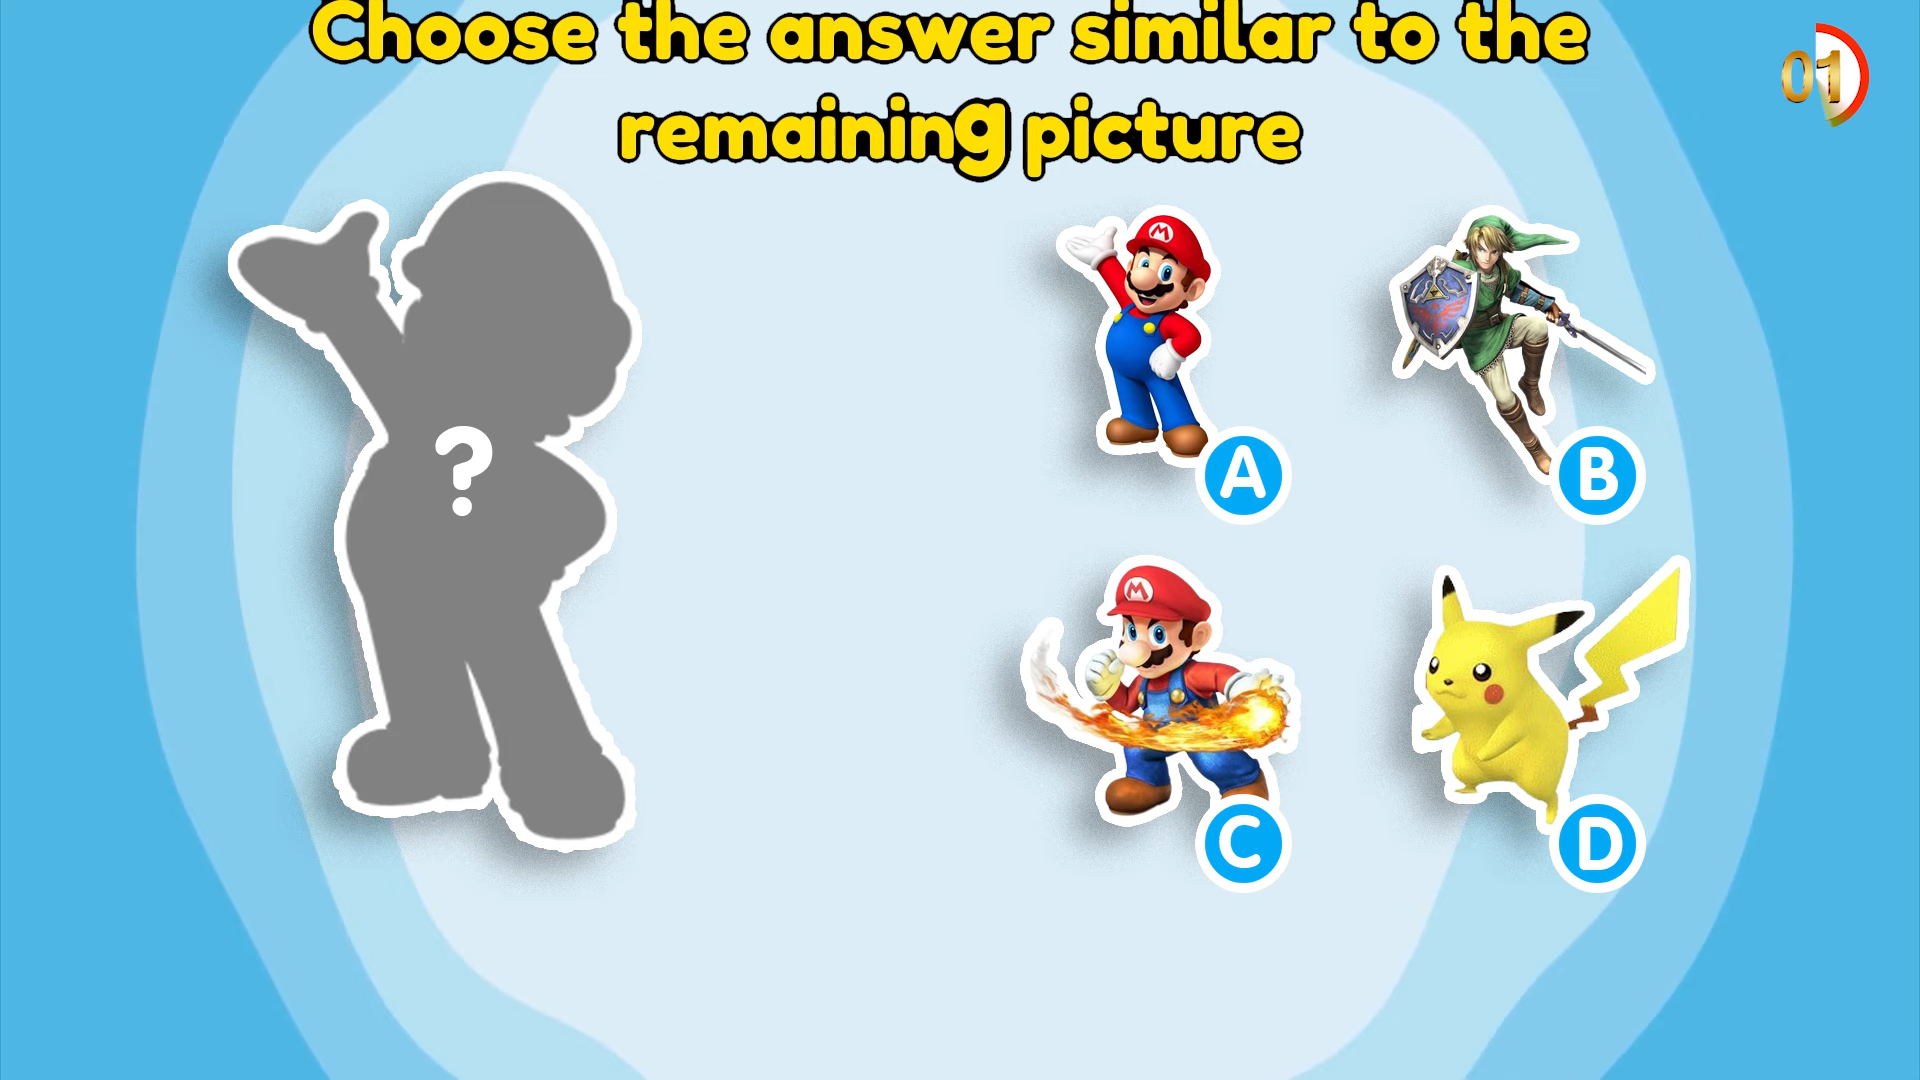 Choose the answer similar to the
01
remaining picture
M
?
A
B
M
C
D